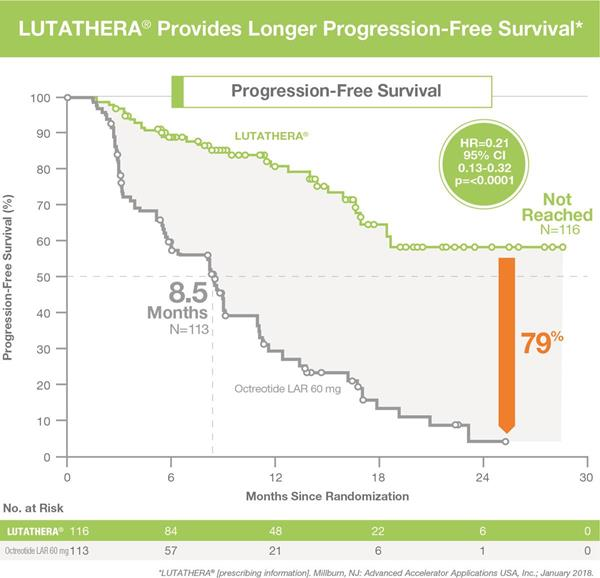 LUTATHERA® Provides Longer Progression-Free Survival*
Progression-Free Survival
Progression-Free Survival (%)
100
90
80
70
60
50
40
30
20
10
0
LUTATHERA®
HR=0.21
95% CI
0.13-0.32
p=<0.0001
Not
Reached
N=116
8.5
Months
N=113
79%
Octreotide LAR 60 mg
0 6 12 18 24 30
Months Since Randomization
No. at Risk
LUTATHERA® 116 84 48 22 6 0
Octreotide LAR 60 mg 113 57 21 6 1 0
*LUTATHERA® [prescribing information]. Millburn, NJ: Advanced Accelerator Applications USA, Inc.; January 2018.